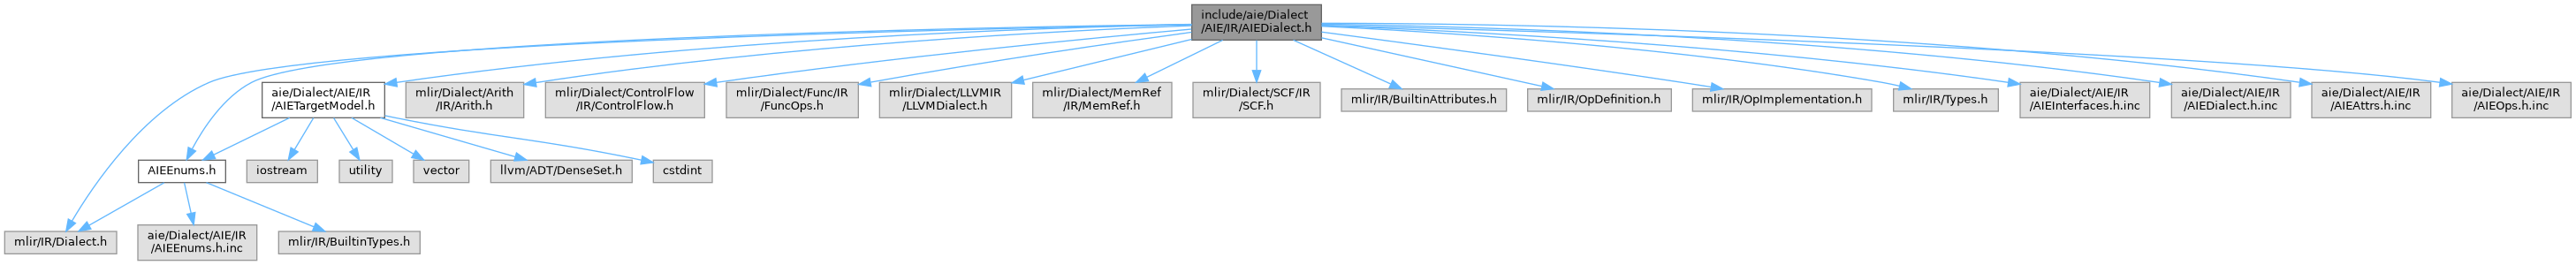 include/aie/Dialect
/AIE/IR/AIEDialect.h
aie/Dialect/AIE/IR
/AIETargetModel.h
mlir/Dialect/Arith
/IR/Arith.h
mlir/Dialect/ControlFlow
/IR/ControlFlow.h
mlir/Dialect/Func/IR
/FuncOps.h
mlir/Dialect/LLVMIR
/LLVMDialect.h
mlir/Dialect/MemRef
/IR/MemRef.h
mlir/Dialect/SCF/IR
/SCF.h
mlir/IR/BuiltinAttributes.h
mlir/IR/OpDefinition.h
mlir/IR/OpImplementation.h
mlir/IR/Types.h
aie/Dialect/AIE/IR
/AIEInterfaces.h.inc
aie/Dialect/AIE/IR
/AIEDialect.h.inc
aie/Dialect/AIE/IR
/AIEAttrs.h.inc
aie/Dialect/AIE/IR
/AIEOps.h.inc
AIEEnums.h
iostream
utility
vector
llvm/ADT/DenseSet.h
cstdint
mlir/IR/Dialect.h
aie/Dialect/AIE/IR
/AIEEnums.h.inc
mlir/IR/BuiltinTypes.h